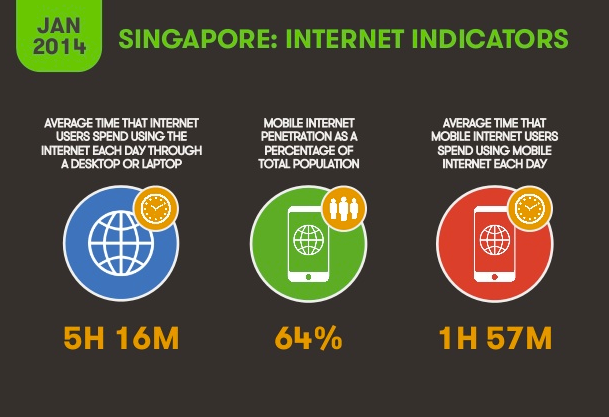 JAN
2014
SINGAPORE: INTERNET INDICATORS
AVERAGE TIME THAT INTERNET
USERS SPEND USING THE
INTERNET EACH DAY THROUGH
A DESKTOP OR LAPTOP
MOBILE INTERNET
PENETRATION AS A
PERCENTAGE OF
TOTAL POPULATION
AVERAGE TIME THAT
MOBILE INTERNET USERS
SPEND USING MOBILE
INTERNET EACH DAY
5H 16M
64%
1H 57M